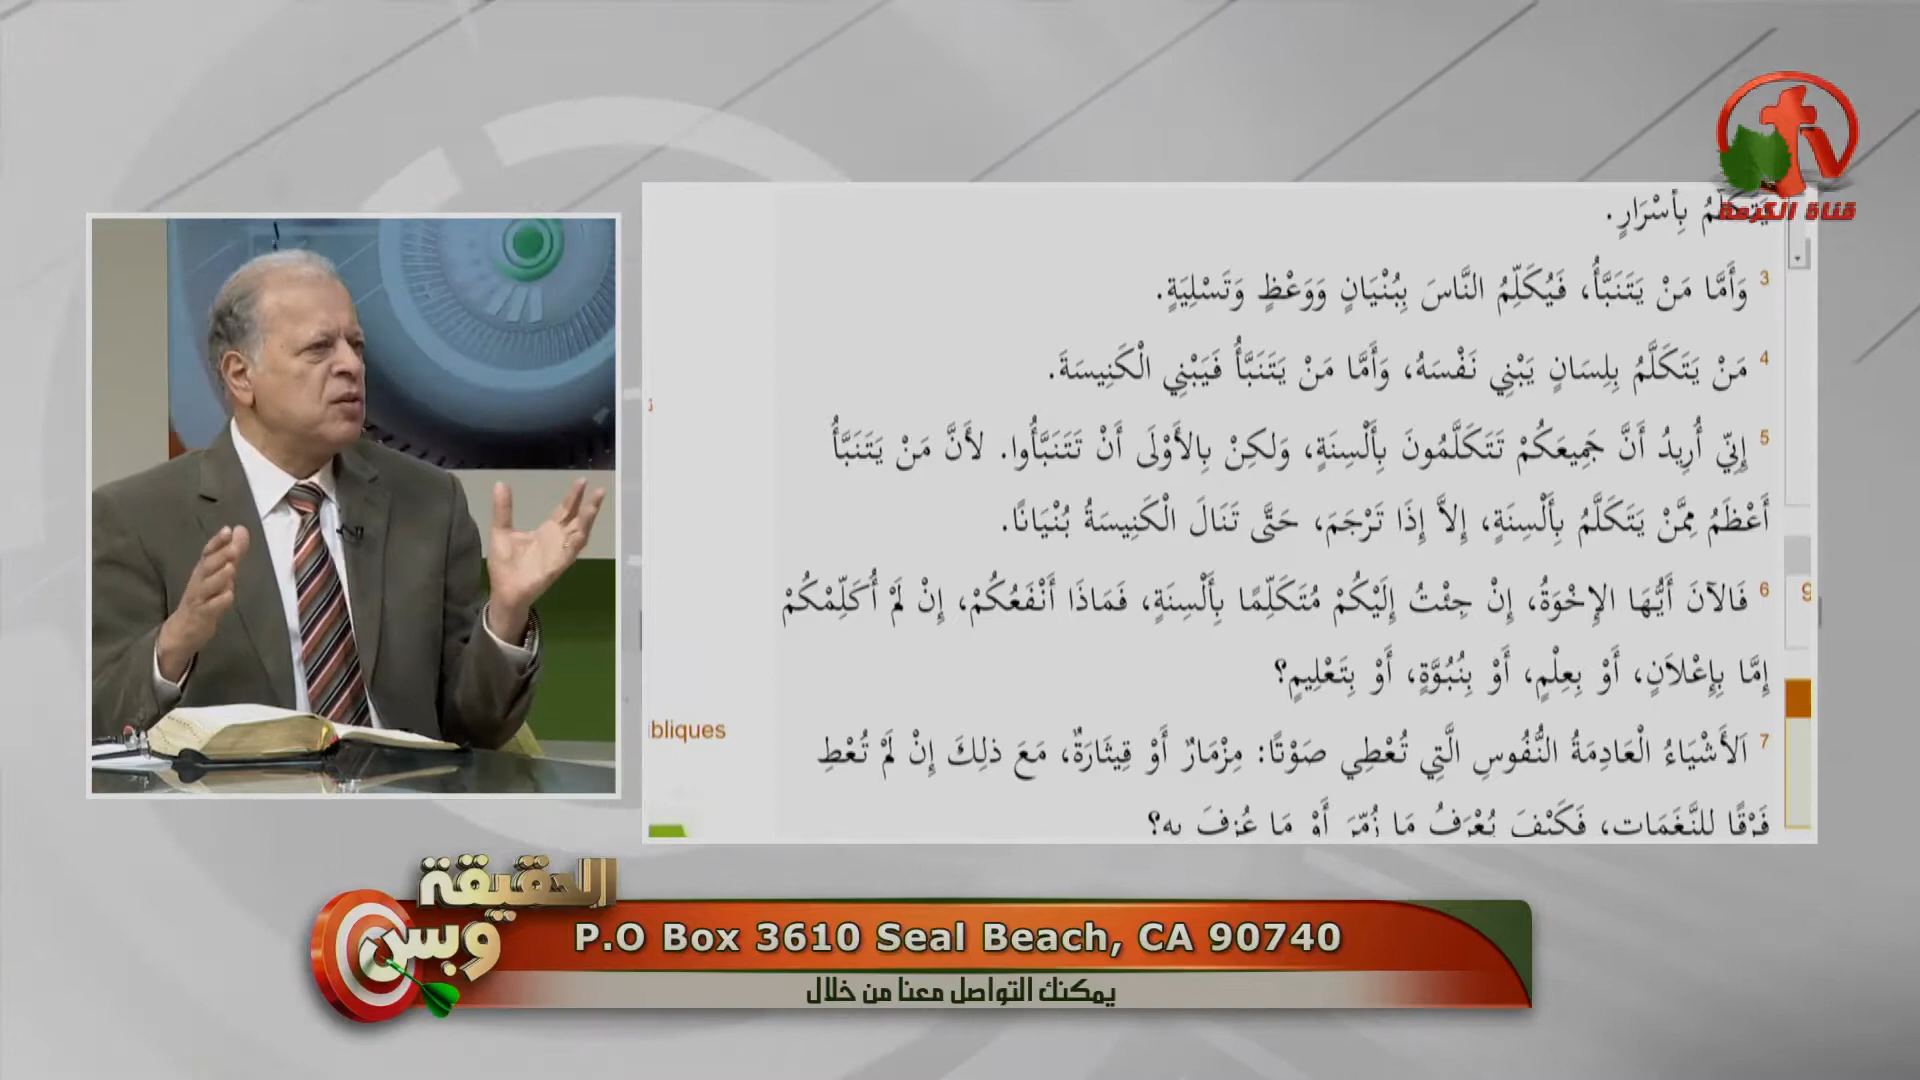 قناة الكرمة
يَتَكَلَّمُ بِأَسْرَارٍ.
3 وَأَمَّا مَنْ يَتَنَبَّأُ، فَيُكَلِّمُ النَّاسَ بِبُنْيَانٍ وَوَعْظٍ وَتَسْلِيَةٍ.
4 مَنْ يَتَكَلَّمُ بِلِسَانٍ يَبْنِي نَفْسَهُ، وَأَمَّا مَنْ يَتَنَبَّأُ فَيَبْنِي الْكَنِيسَةَ.
5 إِنِّي أُرِيدُ أَنَّ جَمِيعَكُمْ تَتَكَلَّمُونَ بِأَلْسِنَةٍ، وَلكِنْ بِالأَوْلَى أَنْ تَتَنَبَّأُوا. لأَنَّ مَنْ يَتَنَبَّأُ
أَعْظَمُ مِمَّنْ يَتَكَلَّمُ بِأَلْسِنَةٍ، إِلاَّ إِذَا تَرْجَمَ، حَتَّى تَنَالَ الْكَنِيسَةُ بُنْيَانًا.
6 فَالآنَ أَيُّهَا الإِخْوَةُ، إِنْ جِئْتُ إِلَيْكُمْ مُتَكَلِّمًا بِأَلْسِنَةٍ، فَمَاذَا أَنْفَعُكُمْ، إِنْ لَمْ أُكَلِّمْكُمْ
إِمَّا بِإِعْلاَنٍ، أَوْ بِعِلْمٍ، أَوْ بِنُبُوَّةٍ، أَوْ بِتَعْلِيمٍ؟
bliques
7 اَلأَشْيَاءُ الْعَادِمَةُ النُّفُوسِ الَّتِي تُعْطِي صَوْتًا: مِزْمَارٌ أَوْ قِيثَارَةٌ، مَعَ ذلِكَ إِنْ لَمْ تُعْطِ
فَرْقًا لِلنَّغَمَاتِ، فَكَيْفَ يُعْرَفُ مَا زُمِّرَ أَوْ مَا عُزِفَ بِهِ؟
الحقيقة
وبس
P.O Box 3610 Seal Beach, CA 90740
يمكنك التواصل معنا من خلال